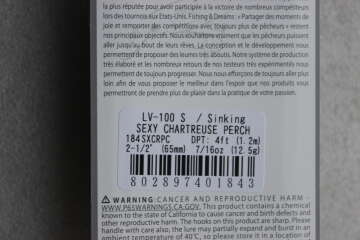 la plus réputée pour avoir participé à la victoire de nombreux compétiteurs
lors des tournois aux Etats-Unis. Fishing & Dreams : « Partager des moments de
joie et remporter des compétitions avec, toujours plus de pêcheurs » restent
nos principaux objectifs. Nous voudrions vraiment que les pêcheurs puissent
aller jusqu'au bout de leurs rêves. La conception et le développement nous
permettent de proposer des leurres très aboutis. Notre système de production
très élaboré et les nombreux retours de nos testeurs très expérimentés nous
permettent de toujours progresser. Nous nous efforçons de toujours aller plus
loin afin de vous proposer le meilleur dans l'espoir que nos produits vous
permettront de prendre plus de plaisir dans la pratique de votre passion.
LV-100 S / Sinking
SEXY CHARTREUSE PERCH
184SXCRPC DPT: 4ft (1.2m)
2-1/2" (65mm) 7/16oz (12.5g)
8 028997 401843
⚠ WARNING: CANCER AND REPRODUCTIVE HARM -
WWW.P65WARNINGS.CA.GOV. This product contains a chemical
known to the state of California to cause cancer and birth defects and
other reproductive harm. The hooks on this product are sharp. Please
handle with care also, the lure may partially expand or burst in an
ambient temperature of 40˚C, so please store in a location of